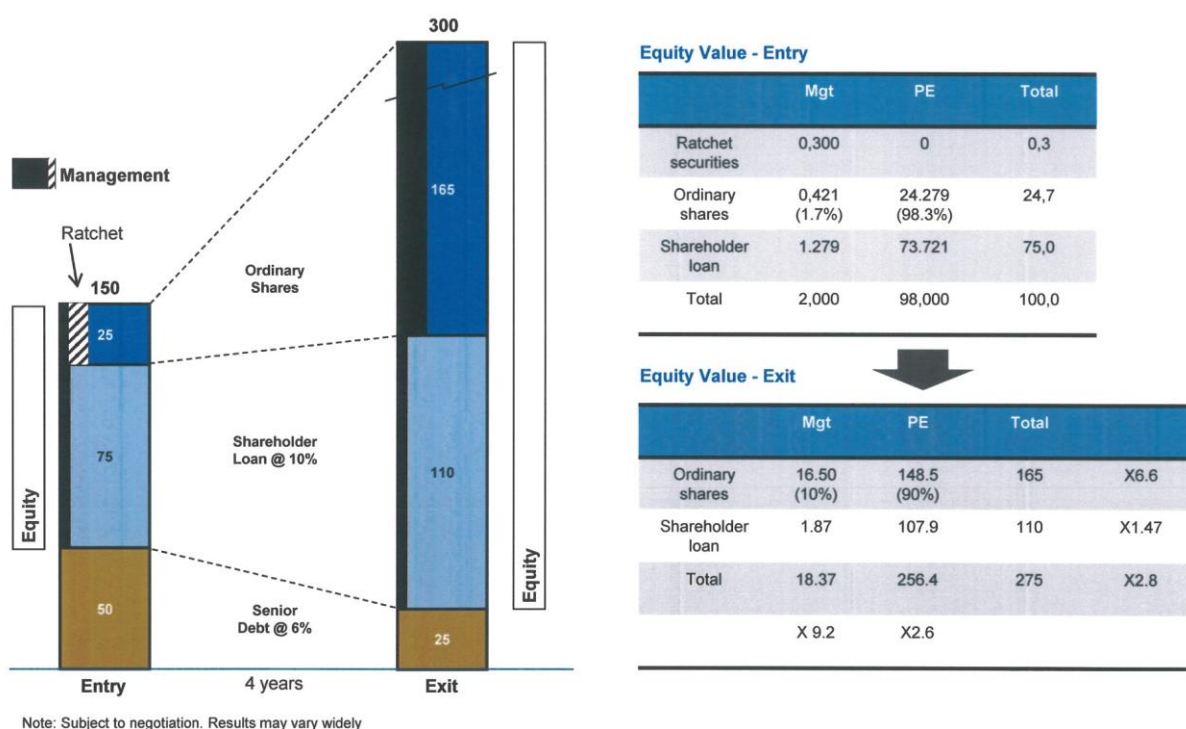 300
165
Management
Ratchet
150
25
Ordinary
Shares
75
Shareholder
Loan @ 10%
110
Equity
Equity
50
Senior
Debt @ 6%
25
Entry
4 years
Exit
Note: Subject to negotiation. Results may vary widely
Equity Value - Entry
Mgt PE Total
Ratchet securities 0,300 0 0,3
Ordinary shares 0,421 (1.7%) 24.279 (98.3%) 24,7
Shareholder loan 1.279 73.721 75,0
Total 2,000 98,000 100,0
Equity Value - Exit
Mgt PE Total
Ordinary shares 16.50 (10%) 148.5 (90%) 165 X6.6
Shareholder loan 1.87 107.9 110 X1.47
Total 18.37 256.4 275 X2.8
X 9.2 X2.6